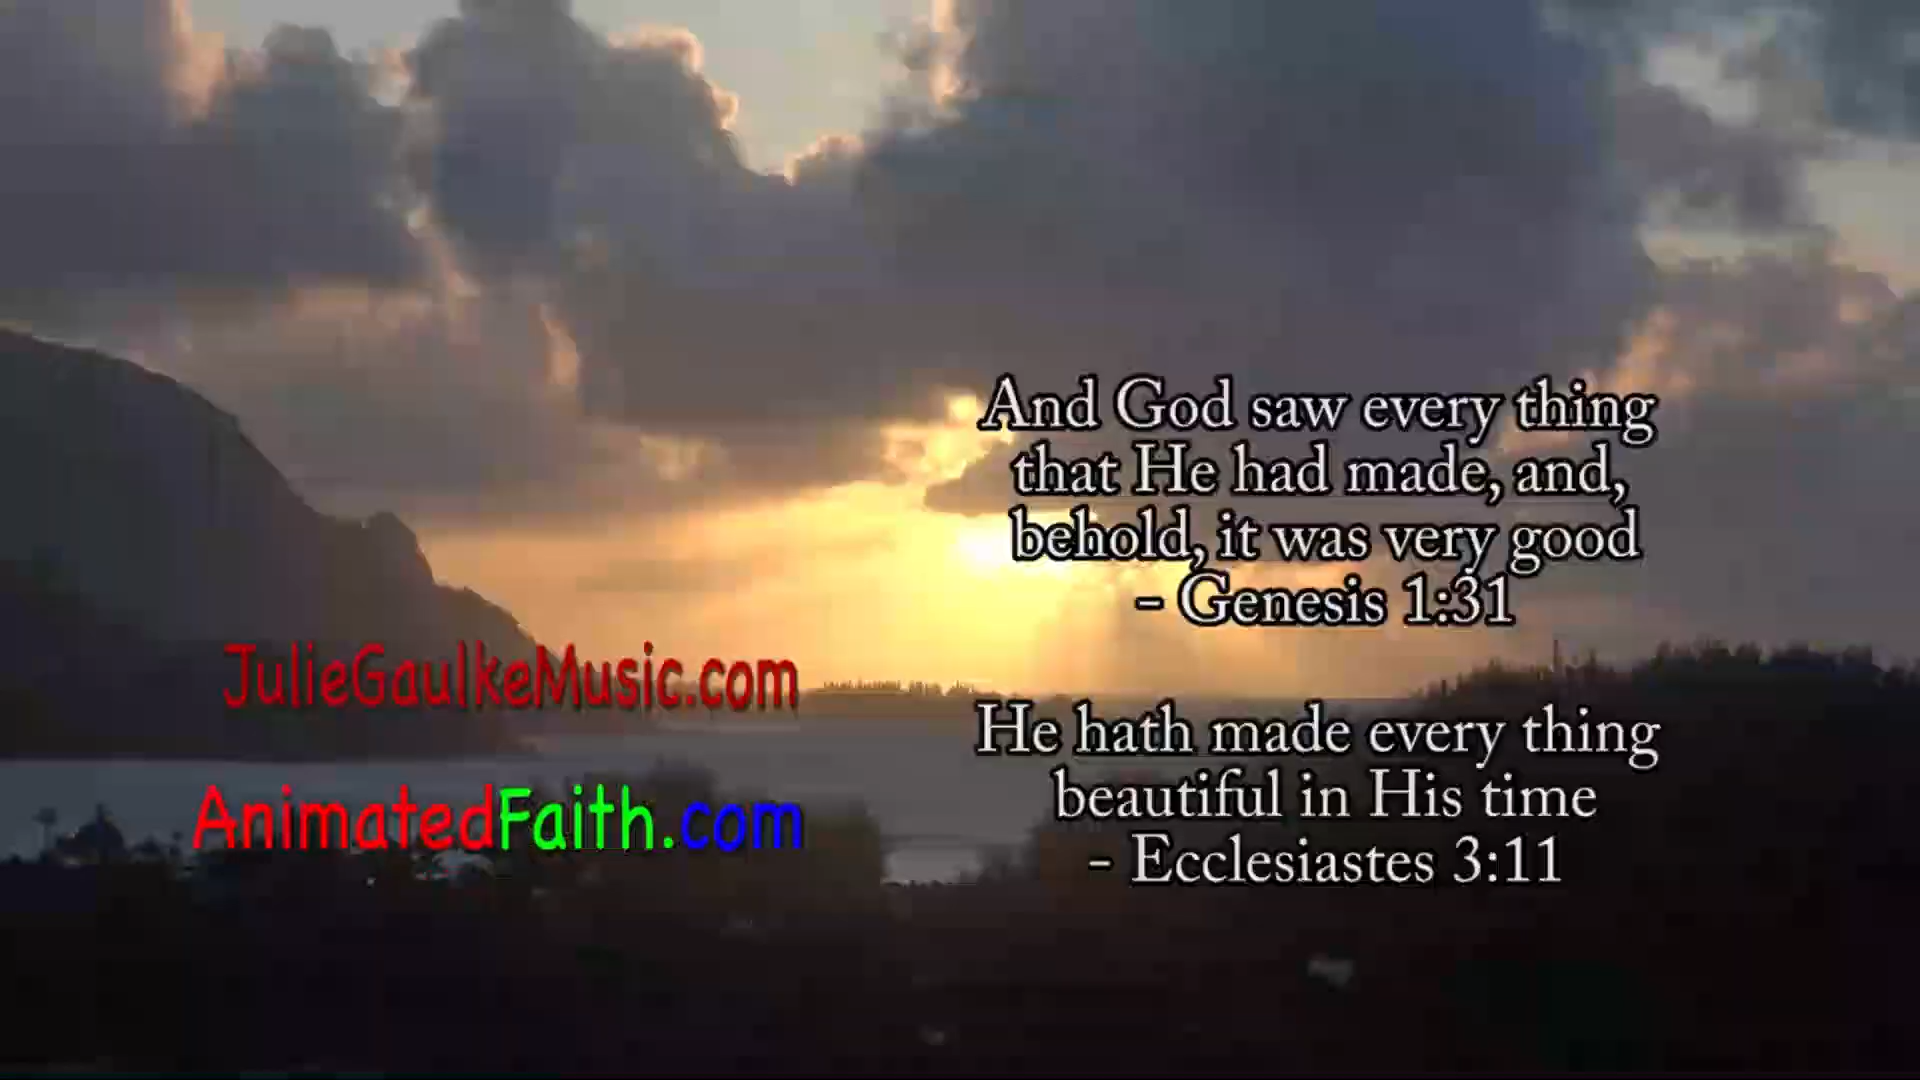 And God saw every thing
that He had made, and,
behold, it was very good
- Genesis 1:31
JulieGaulkeMusic.com
He hath made every thing
beautiful in His time
AnimatedFaith.com
- Ecclesiastes 3:11